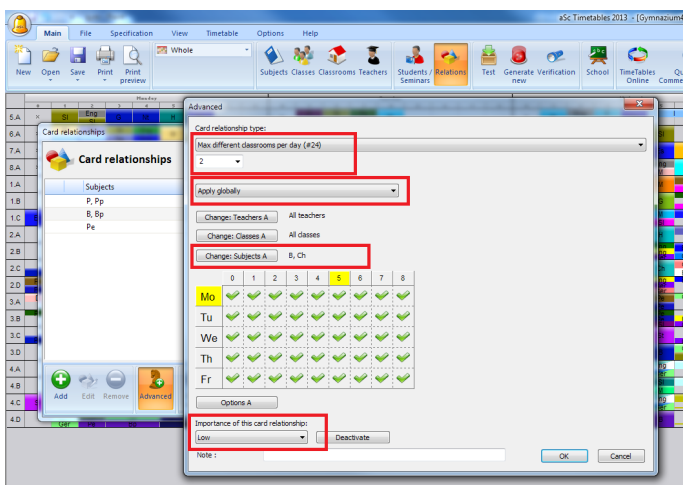 aSc Timetables 2013 - [Gymnazium4
Main File Specification View Timetable Options Help
Whole
New Open Save Print Print preview Subjects Classes Classrooms Teachers Students / Seminars Relations Test Generate new Verification School TimeTables Online
Monday
Advanced
5.A
6.A
7.A
8.A
1.A
1.B
1.C
2.A
2.B
2.C
2.D
3.A
3.B
3.C
3.D
4.A
4.B
4.C
4.D
Sl Eng
Card relationships
Card relationships
Subjects
P, Pp
B, Bp
Pe
Add Edit Remove Advanced
Ger
Card relationship type:
Max different classrooms per day (#24)
2
Apply globally
Change: Teachers A All teachers
Change: Classes A All classes
Change: Subjects A B, Ch
0 1 2 3 4 5 6 7 8
Mo
Tu
We
Th
Fr
Options A
Importance of this card relationship:
Low Deactivate
Note :
OK Cancel